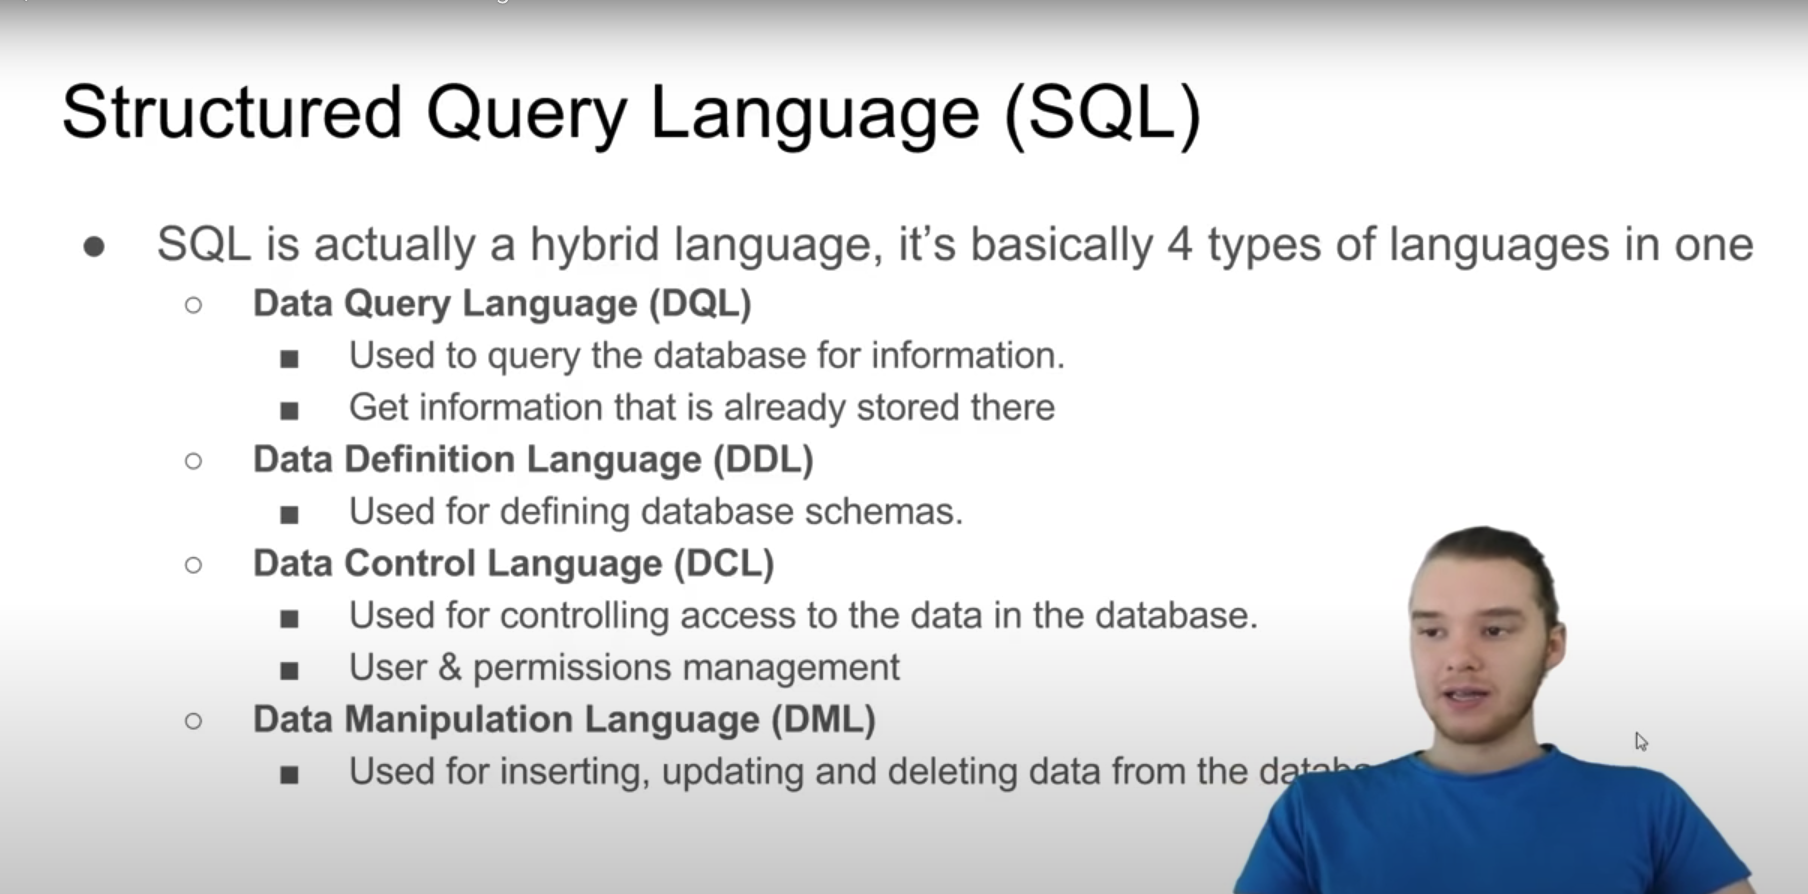 Structured Query Language (SQL)
● SQL is actually a hybrid language, it's basically 4 types of languages in one
○ Data Query Language (DQL)
■ Used to query the database for information.
■ Get information that is already stored there
○ Data Definition Language (DDL)
■ Used for defining database schemas.
○ Data Control Language (DCL)
■ Used for controlling access to the data in the database.
■ User & permissions management
○ Data Manipulation Language (DML)
■ Used for inserting, updating and deleting data from the